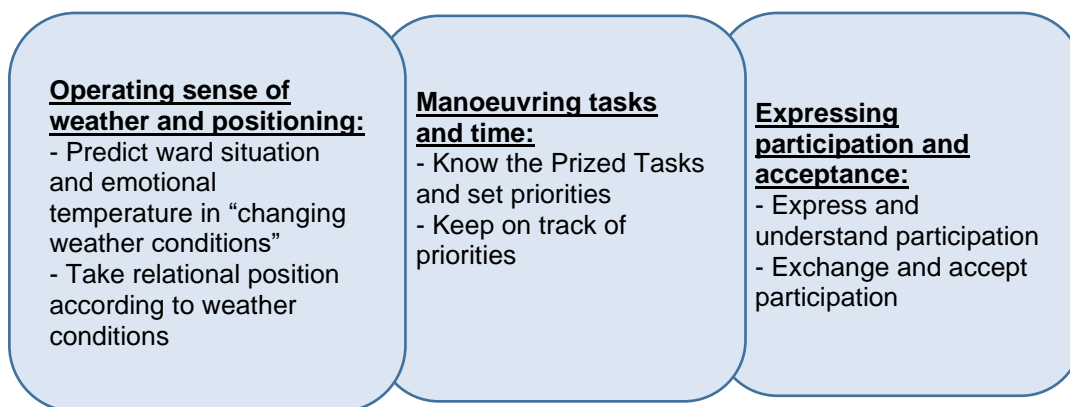 Operating sense of
weather and positioning:
- Predict ward situation
and emotional
temperature in “changing
weather conditions”
- Take relational position
according to weather
conditions
Manoeuvring tasks
and time:
- Know the Prized Tasks
and set priorities
- Keep on track of
priorities
Expressing
participation and
acceptance:
- Express and
understand participation
- Exchange and accept
participation